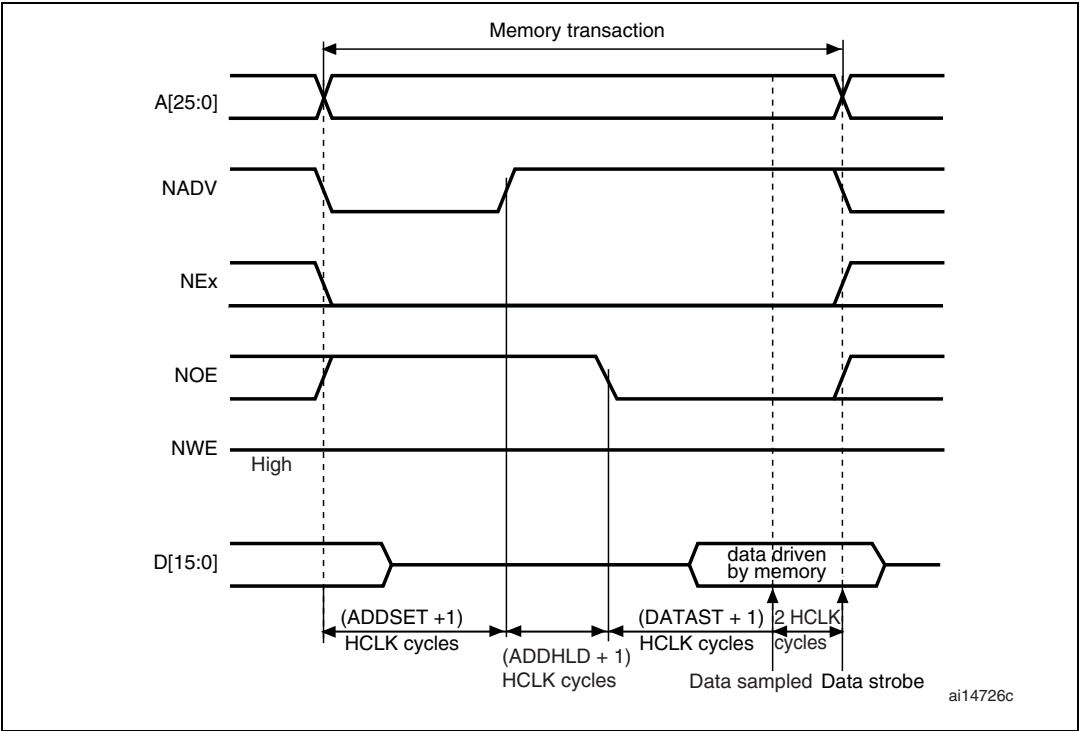 Memory transaction
A[25:0]
NADV
NEx
NOE
NWE
High
D[15:0]
data driven
by memory
(ADDSET +1)
HCLK cycles
(ADDHLD + 1)
HCLK cycles
(DATAST + 1)
HCLK cycles
2 HCLK
cycles
Data sampled
Data strobe
ai14726c